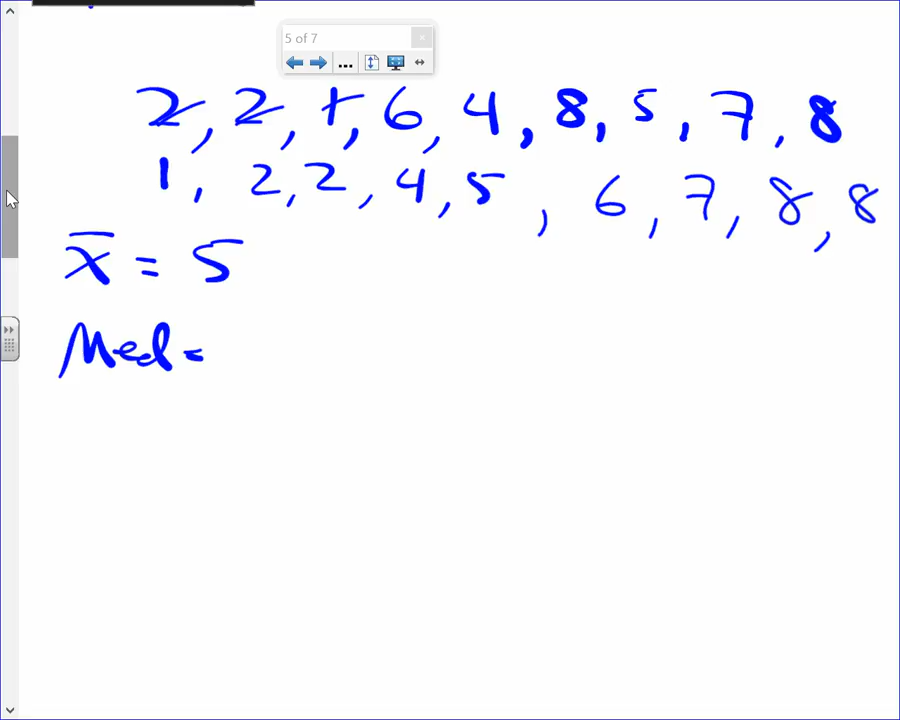 5 of 7
2, 2, 1, 6, 4, 8, 5, 7, 8
1, 2, 2, 4, 5, 6, 7, 8, 8
x̄ = 5
Med =